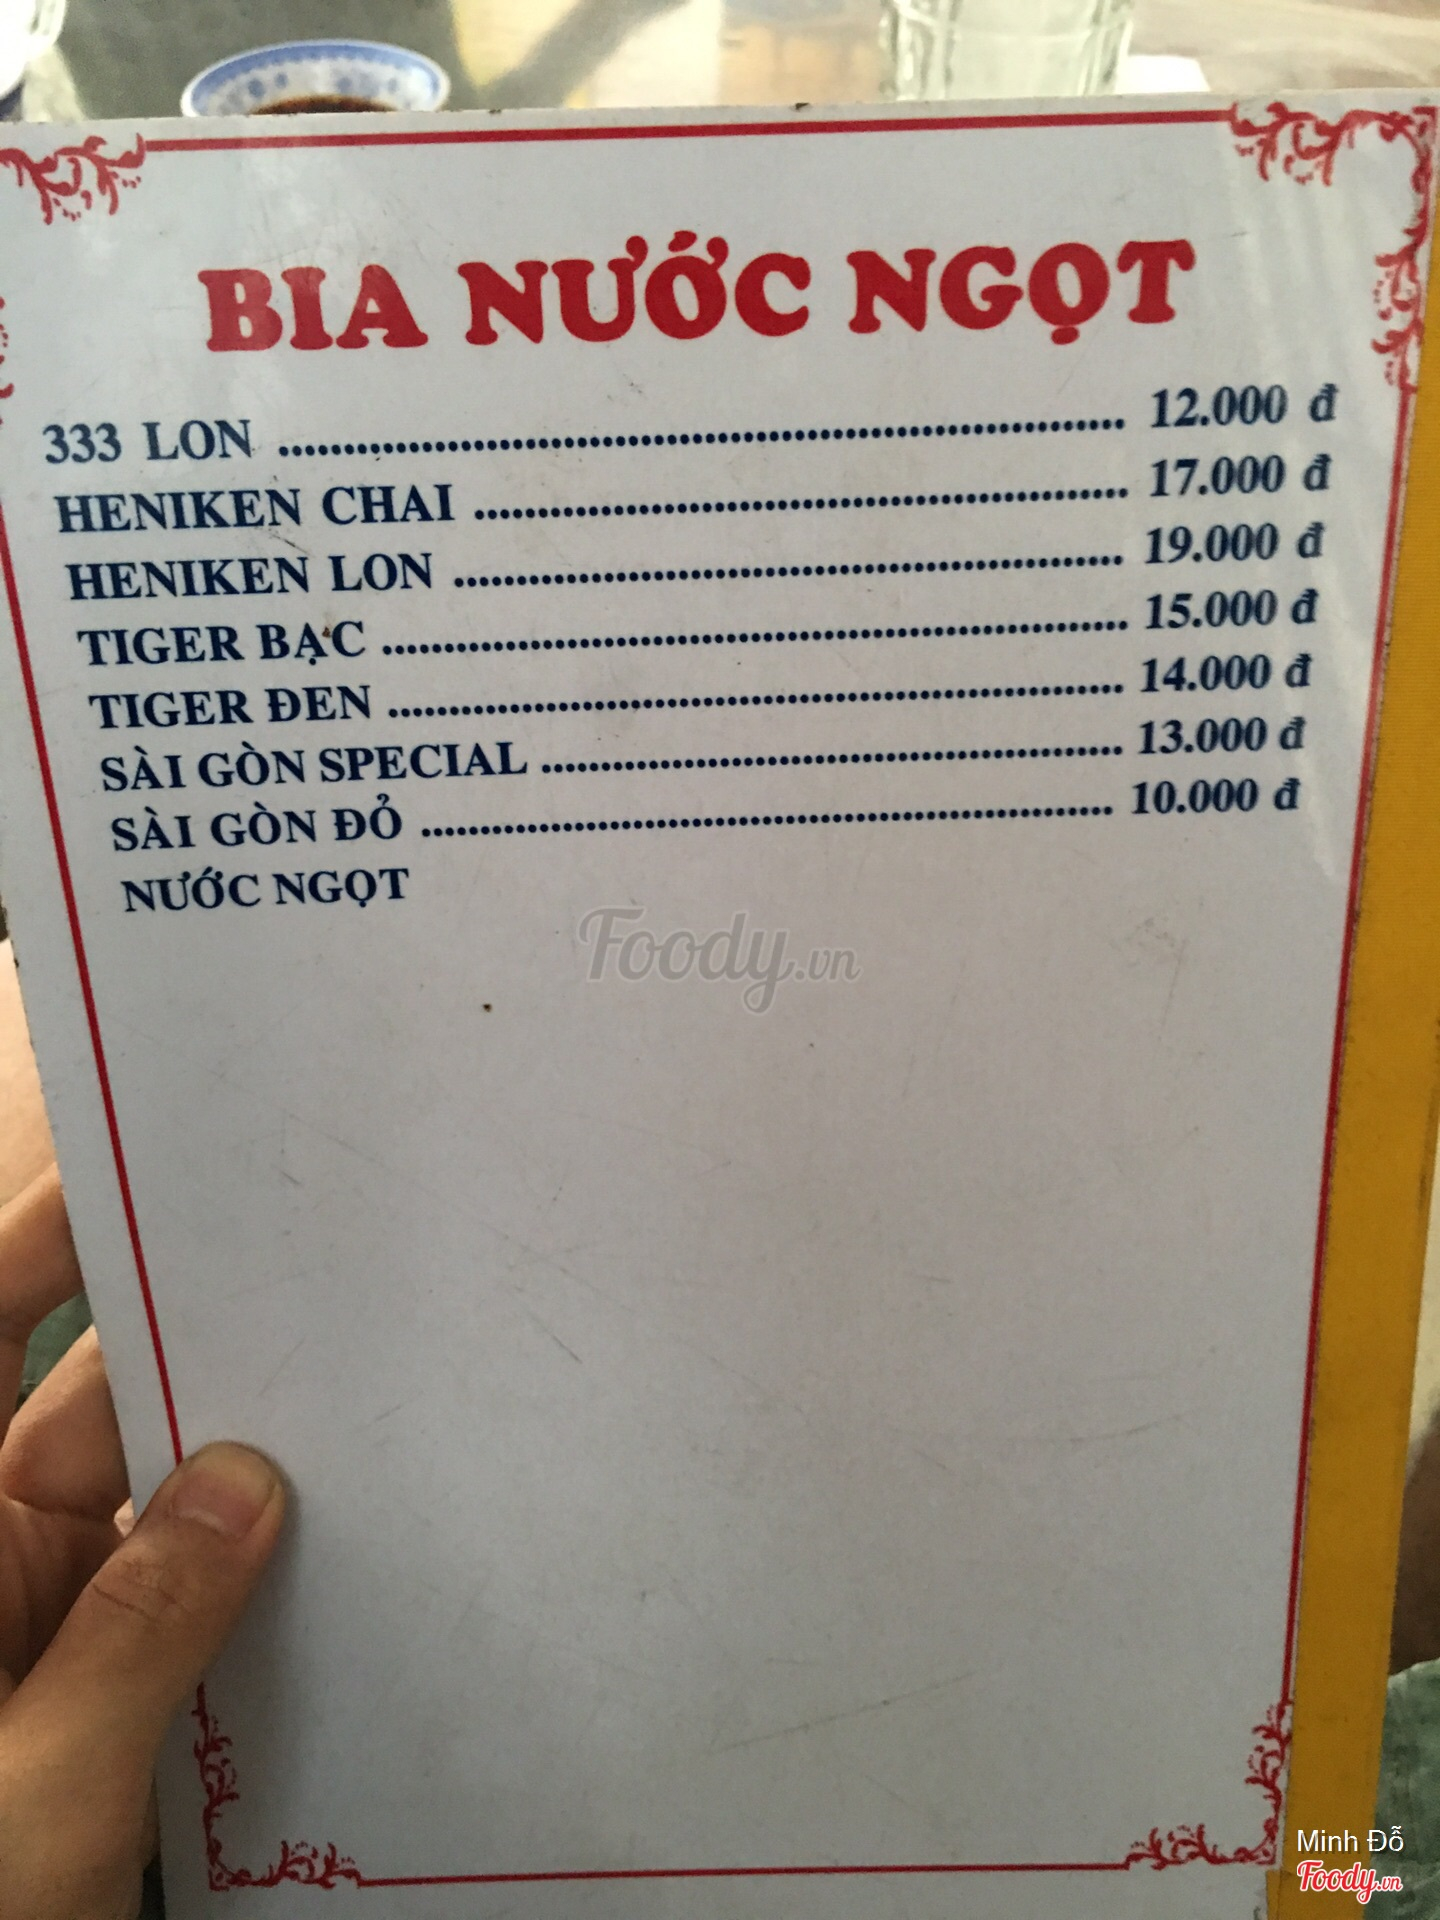 BIA NƯỚC NGỌT
333 LON ........ 12.000 đ
HENIKEN CHAI ........ 17.000 đ
HENIKEN LON ........ 19.000 đ
TIGER BẠC ........ 15.000 đ
TIGER ĐEN ........ 14.000 đ
SÀI GÒN SPECIAL ........ 13.000 đ
SÀI GÒN ĐỎ ........ 10.000 đ
NƯỚC NGỌT
Foody.vn
Minh Đỗ
Foody.vn